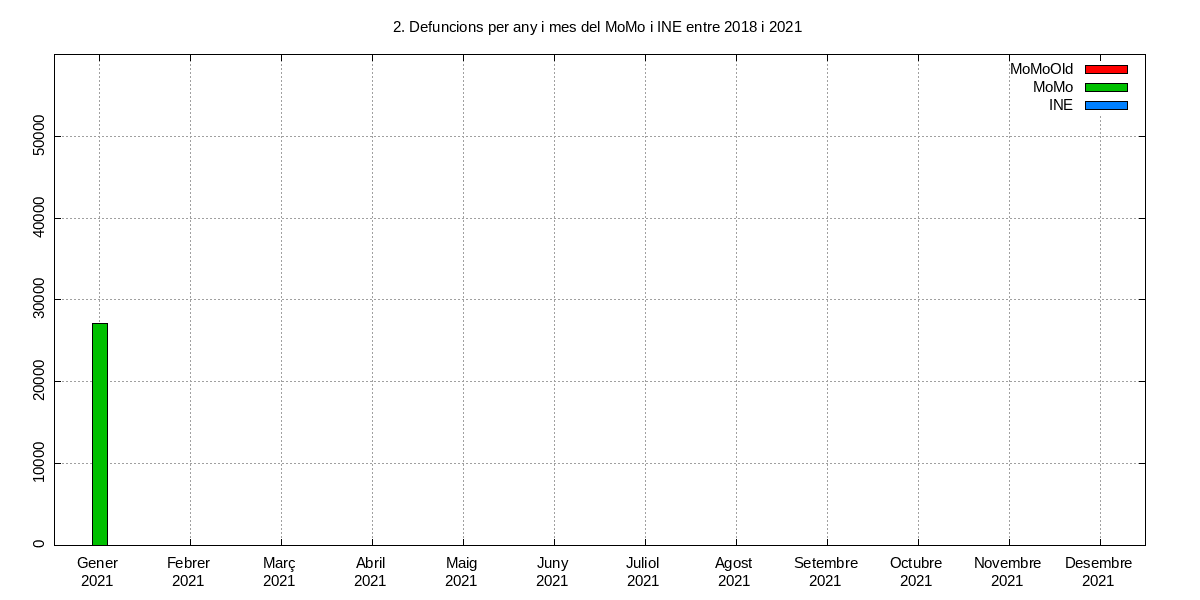 2. Defuncions per any i mes del MoMo i INE entre 2018 i 2021
MoMoOld
MoMo
INE
50000
40000
30000
20000
10000
0
Gener
2021
Febrer
2021
Març
2021
Abril
2021
Maig
2021
Juny
2021
Juliol
2021
Agost
2021
Setembre
2021
Octubre
2021
Novembre
2021
Desembre
2021